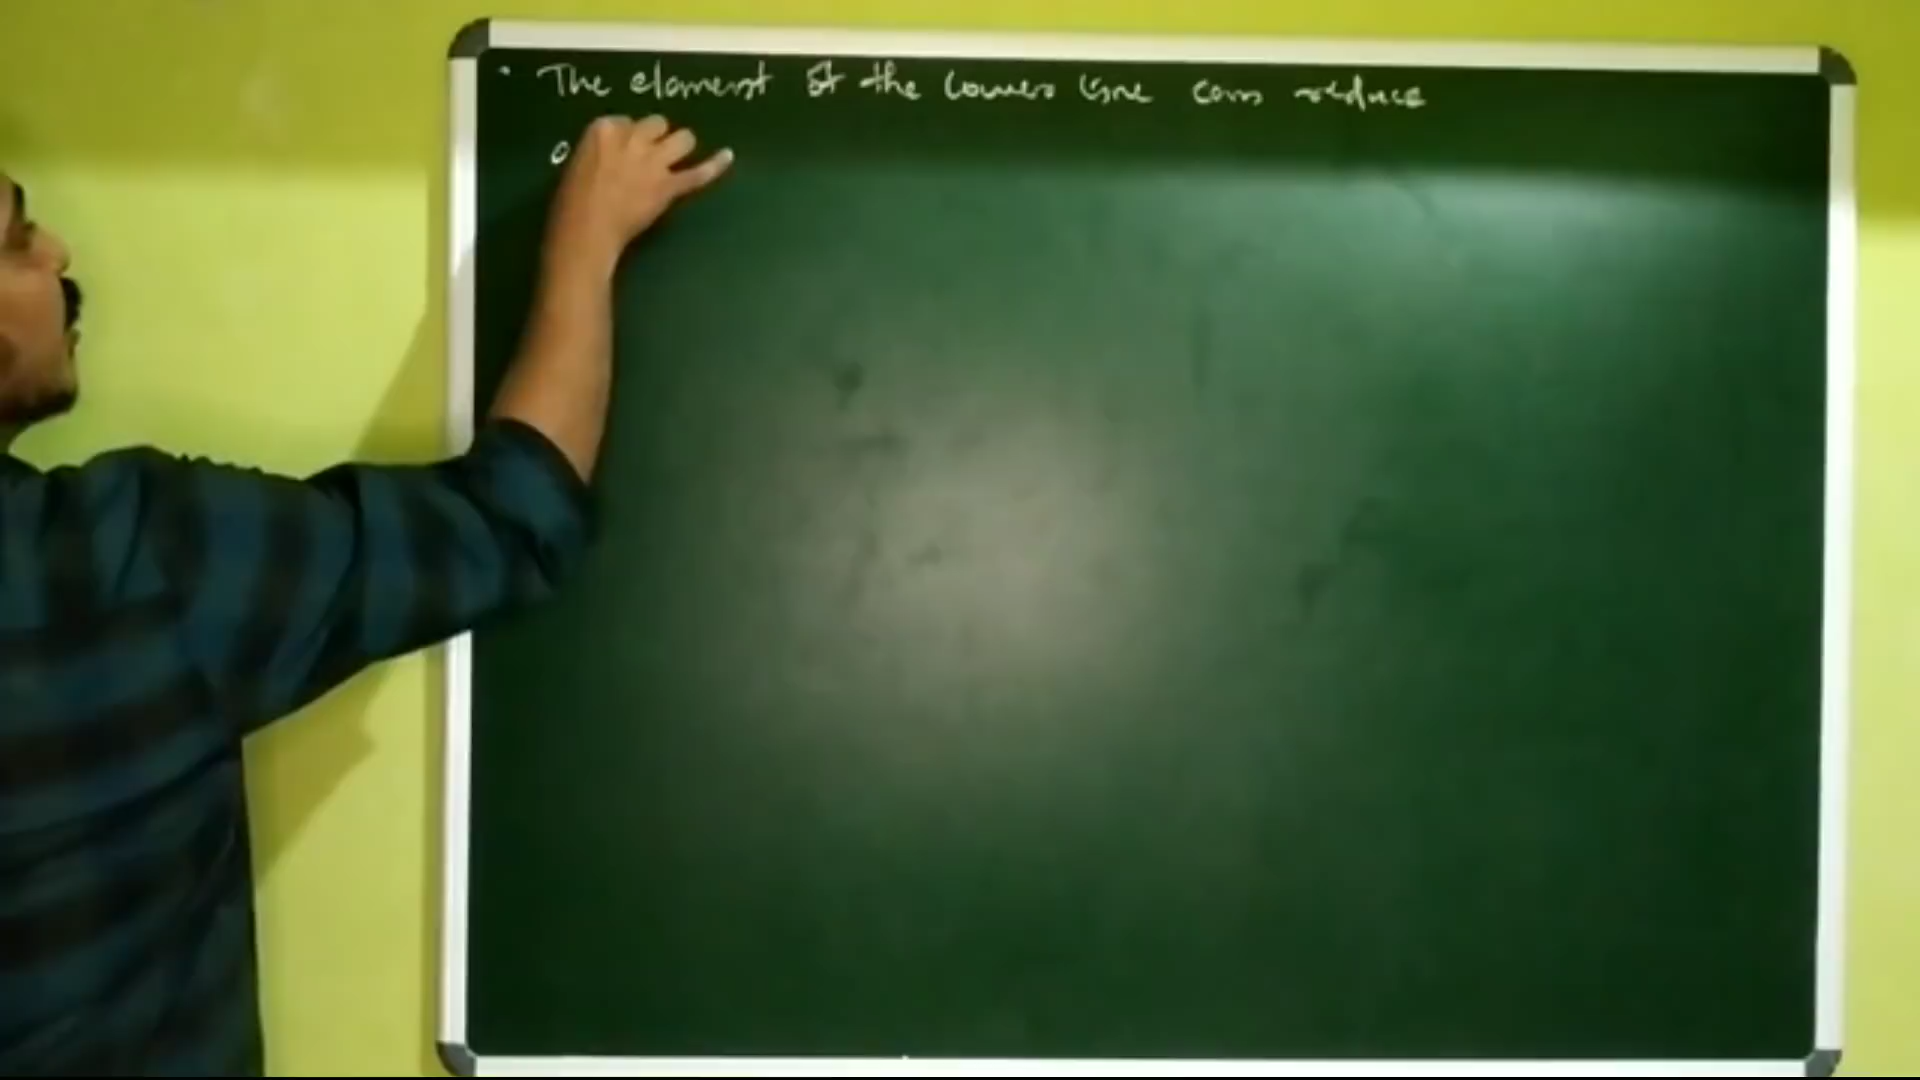 · The element of the lower line can reduce
o